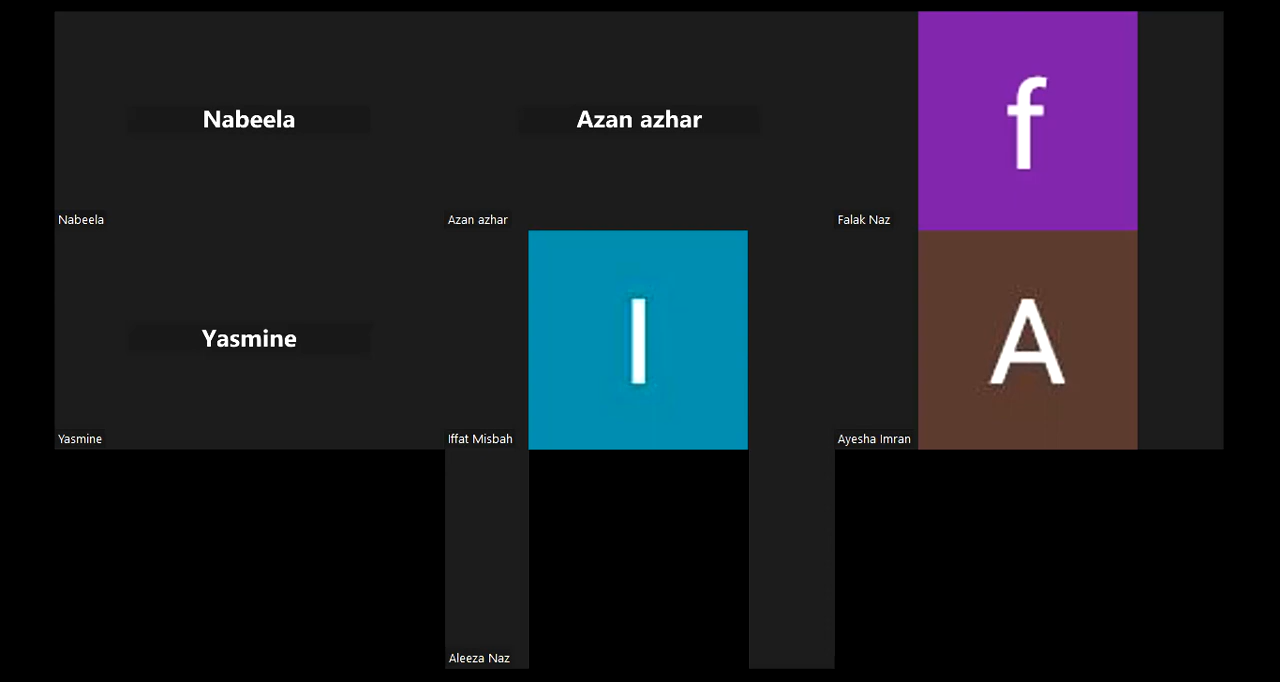 Nabeela
Azan azhar
f
Nabeela
Azan azhar
Falak Naz
Yasmine
I
A
Yasmine
Iffat Misbah
Ayesha Imran
Aleeza Naz